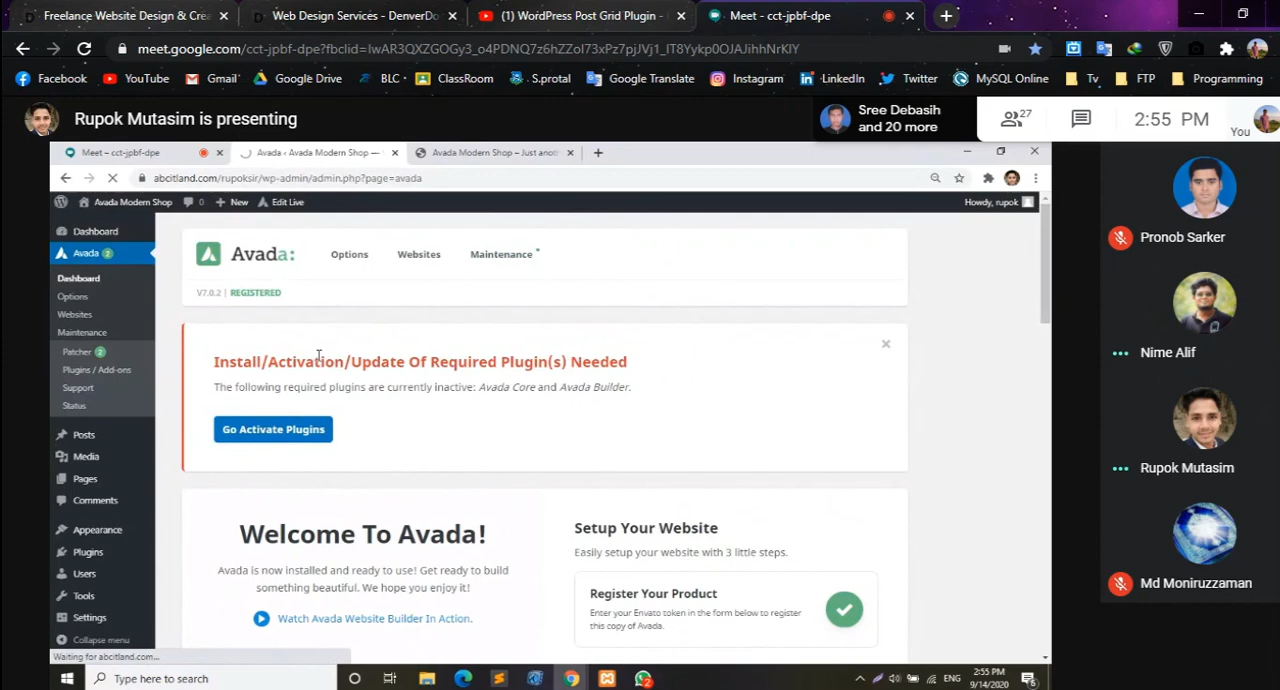 Freelance Website Design & Crea
Web Design Services - DenverDo
(1) WordPress Post Grid Plugin -
Meet - cct-jpbf-dpe
meet.google.com/cct-jpbf-dpe?fbclid=IwAR3QXZGOGy3_o4PDNQ7z6hZZoI73xPz7pjJVj1_IT8Yykp0OJAJihhNrKIY
Facebook
YouTube
Gmail
Google Drive
BLC
ClassRoom
S.protal
Google Translate
Instagram
LinkedIn
Twitter
MySQL Online
Tv
FTP
Programming
Rupok Mutasim is presenting
Sree Debasih
and 20 more
27
2:55 PM
You
Meet – cct-jpbf-dpe
Avada ‹ Avada Modern Shop —
Avada Modern Shop – Just anot
abcitland.com/rupoksir/wp-admin/admin.php?page=avada
Avada Modern Shop
0
New
Edit Live
Howdy, rupok
Dashboard
Avada 2
Dashboard
Options
Websites
Maintenance
Patcher 2
Plugins / Add-ons
Support
Status
Posts
Media
Pages
Comments
Appearance
Plugins
Users
Tools
Settings
Collapse menu
Avada:
Options
Websites
Maintenance
V7.0.2 | REGISTERED
Install/Activation/Update Of Required Plugin(s) Needed
The following required plugins are currently inactive: Avada Core and Avada Builder.
Go Activate Plugins
Welcome To Avada!
Avada is now installed and ready to use! Get ready to build
something beautiful. We hope you enjoy it!
Watch Avada Website Builder In Action.
Setup Your Website
Easily setup your website with 3 little steps.
Register Your Product
Enter your Envato token in the form below to register
this copy of Avada.
Waiting for abcitland.com...
Pronob Sarker
Nime Alif
Rupok Mutasim
Md Moniruzzaman
Type here to search
2
ENG
2:55 PM
9/14/2020